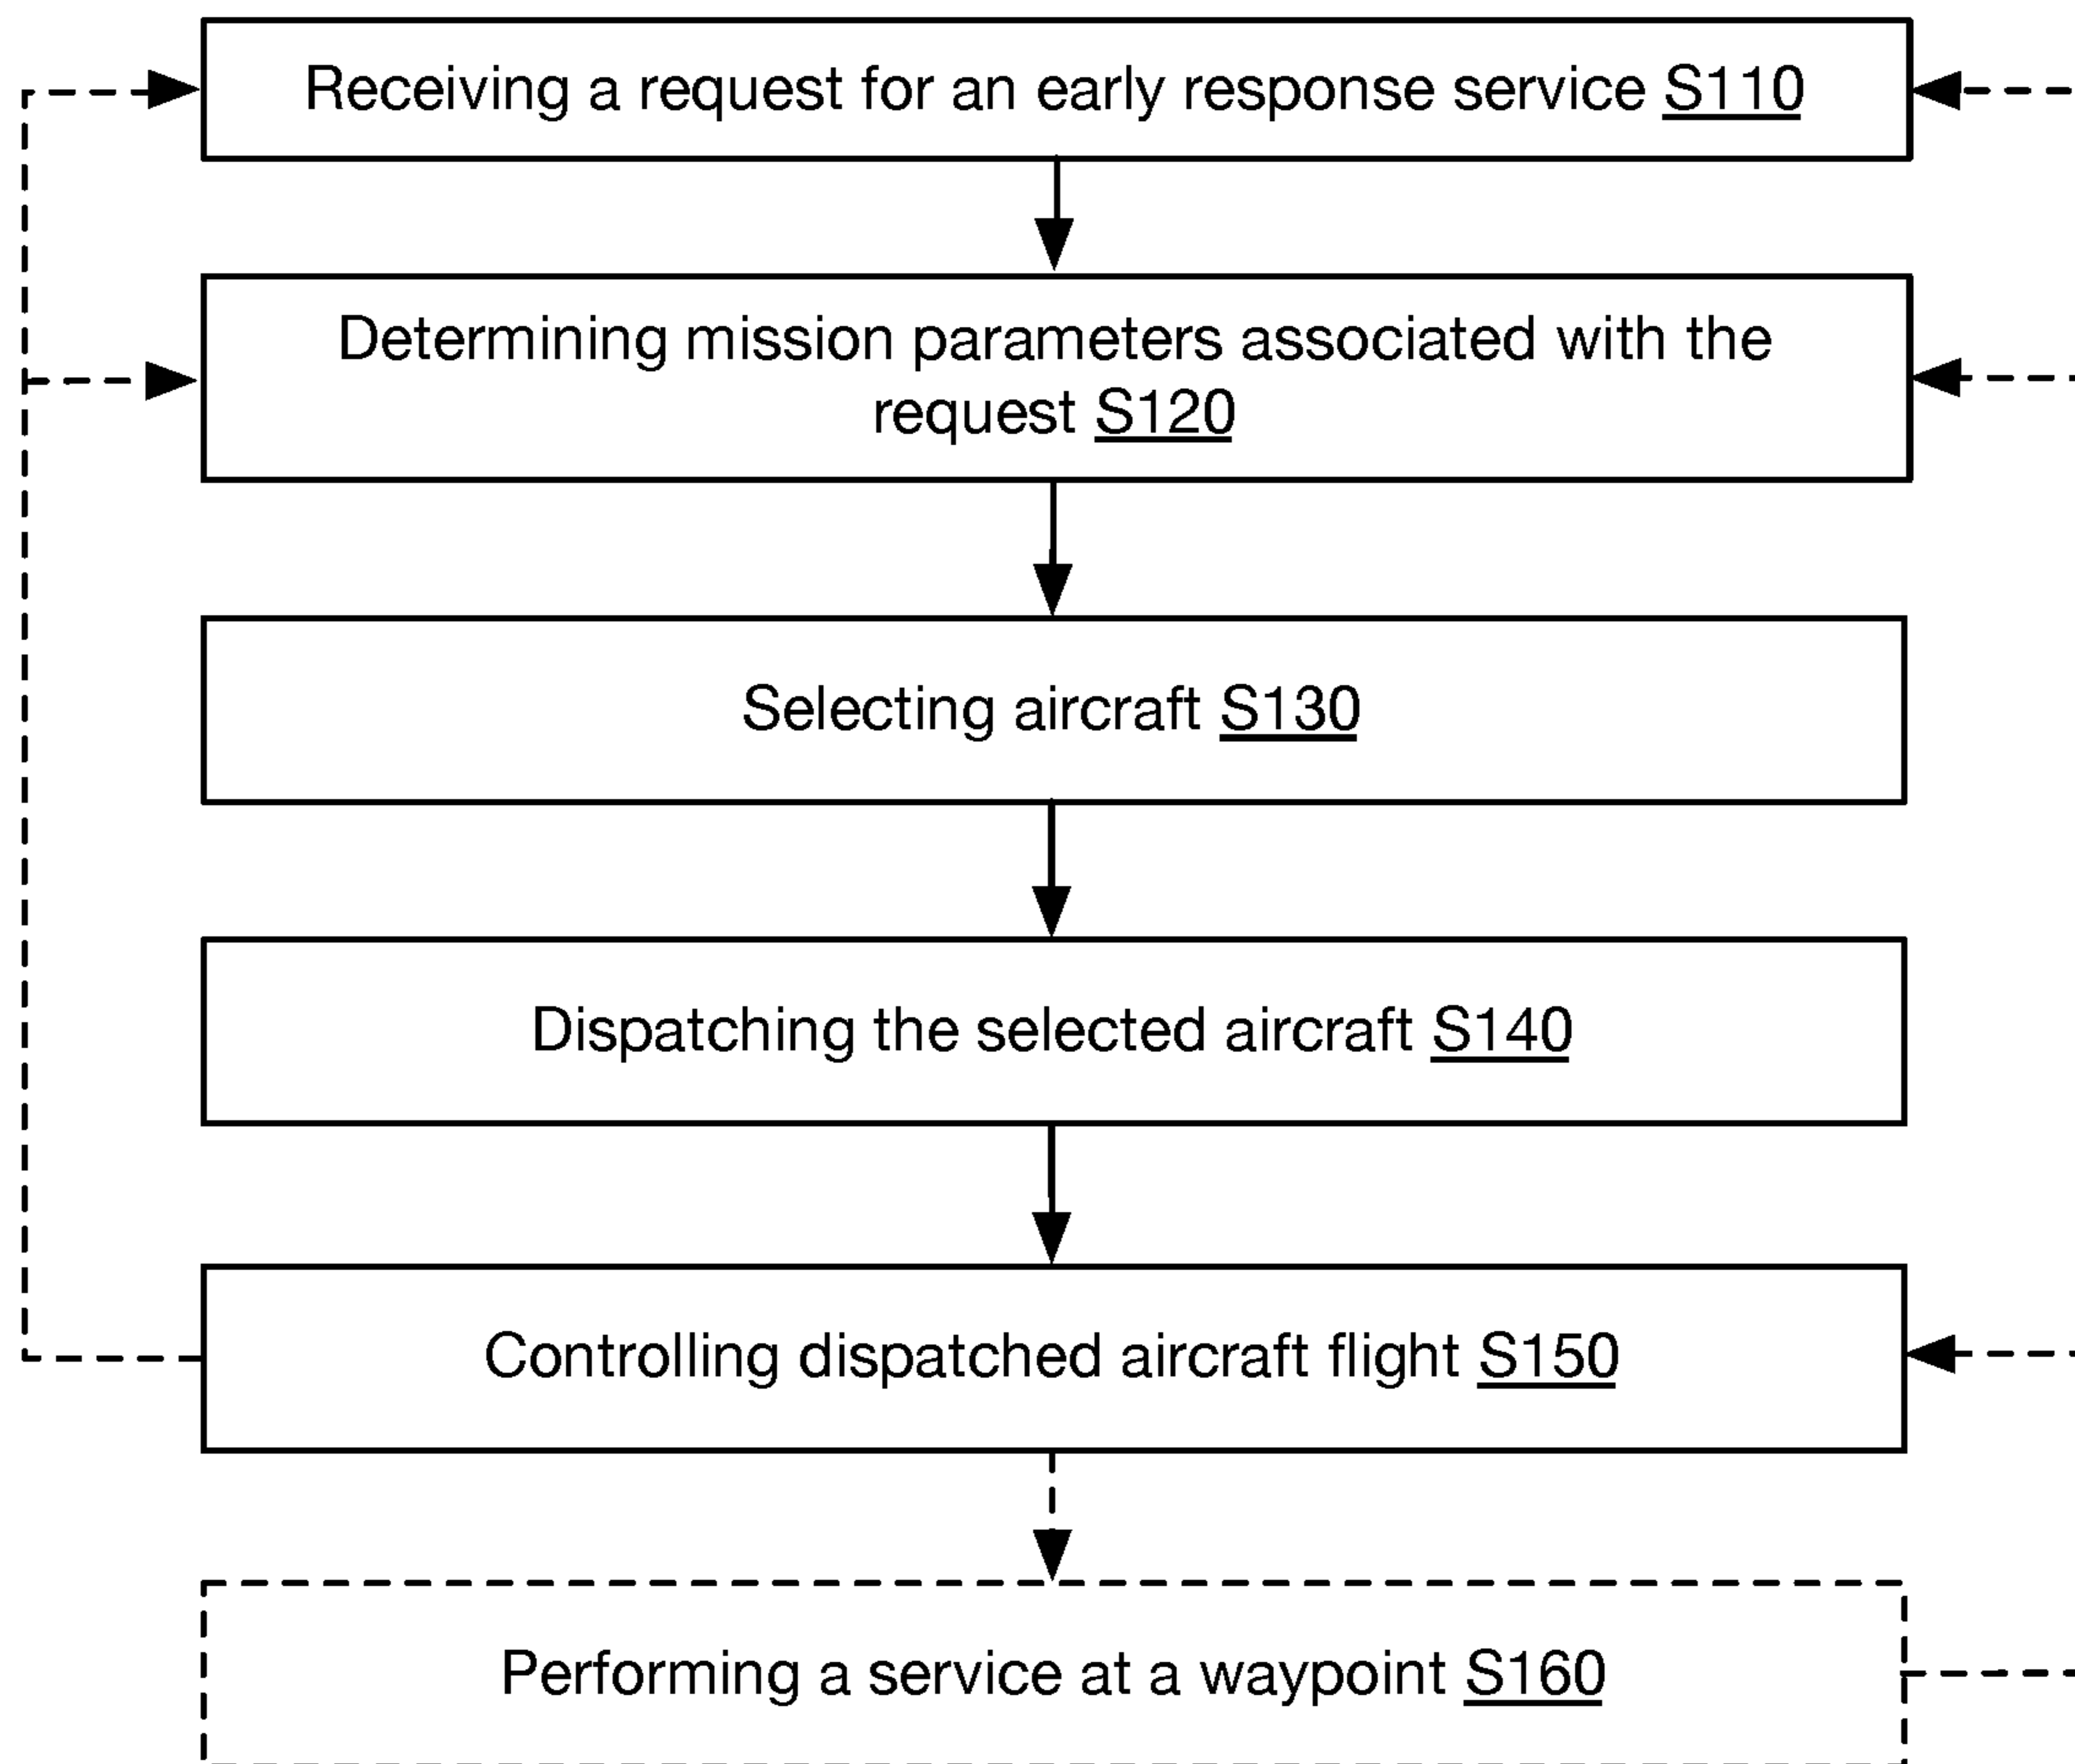 Receiving a request for an early response service S110
Determining mission parameters associated with the
request S120
Selecting aircraft S130
Dispatching the selected aircraft S140
Controlling dispatched aircraft flight S150
Performing a service at a waypoint S160